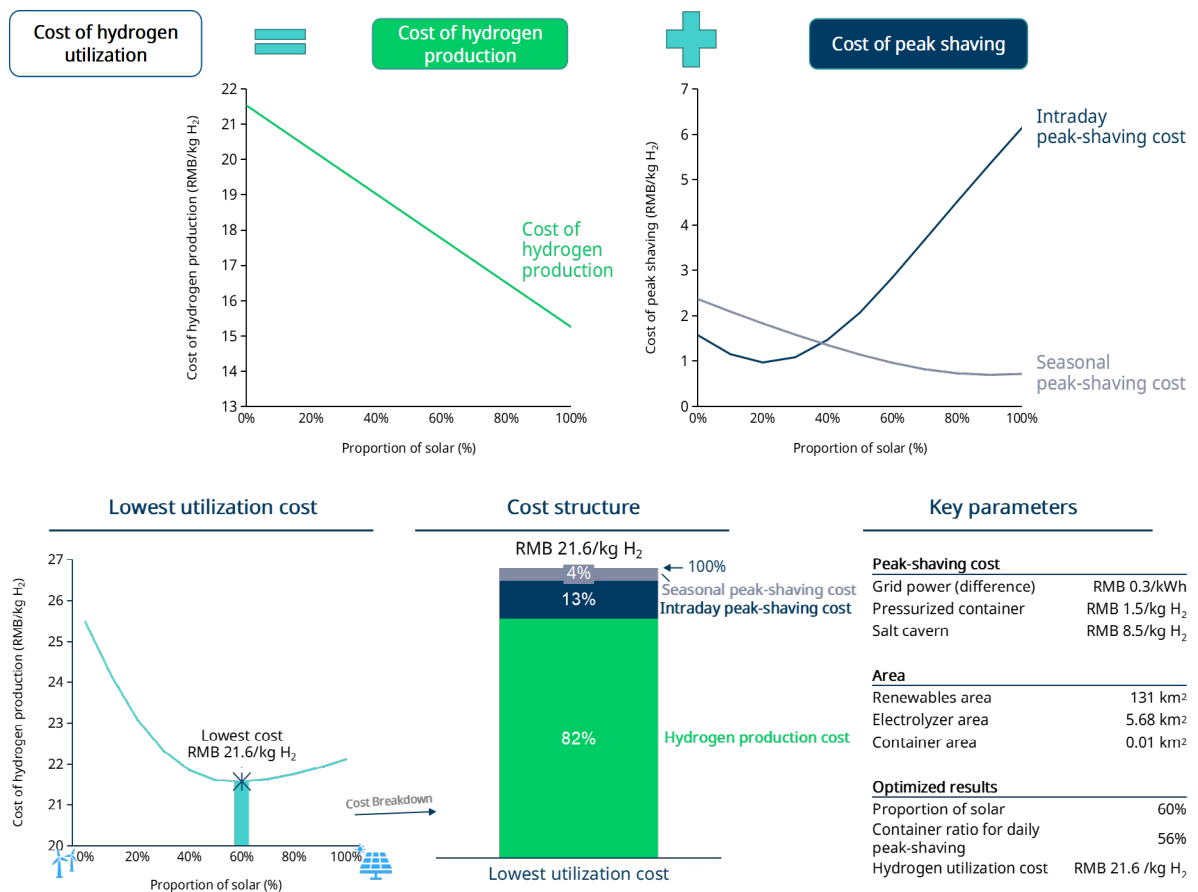 Cost of hydrogen
utilization
Cost of hydrogen
production
Cost of peak shaving
Cost of hydrogen production (RMB/kg H₂)
22
21
20
19
18
17
16
15
14
13
0%
20%
40%
60%
80%
100%
Proportion of solar (%)
Cost of
hydrogen
production
Cost of peak shaving (RMB/kg H₂)
7
6
5
4
3
2
1
0
0%
20%
40%
60%
80%
100%
Proportion of solar (%)
Intraday
peak-shaving cost
Seasonal
peak-shaving cost
Lowest utilization cost
Cost of hydrogen production (RMB/kg H₂)
27
26
25
24
23
22
21
20
0%
20%
40%
60%
80%
100%
Proportion of solar (%)
Lowest cost
RMB 21.6/kg H₂
Cost Breakdown
Cost structure
RMB 21.6/kg H₂
100%
4%
Seasonal peak-shaving cost
13%
Intraday peak-shaving cost
82%
Hydrogen production cost
Lowest utilization cost
Key parameters
Peak-shaving cost
Grid power (difference) RMB 0.3/kWh
Pressurized container RMB 1.5/kg H₂
Salt cavern RMB 8.5/kg H₂
Area
Renewables area 131 km²
Electrolyzer area 5.68 km²
Container area 0.01 km²
Optimized results
Proportion of solar 60%
Container ratio for daily
peak-shaving 56%
Hydrogen utilization cost RMB 21.6 /kg H₂